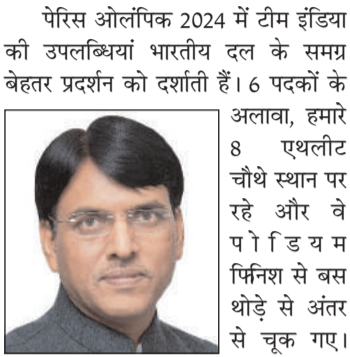 पेरिस ओलंपिक 2024 में टीम इंडिया
की उपलब्धियां भारतीय दल के समग्र
बेहतर प्रदर्शन को दर्शाती हैं। 6 पदकों के
अलावा, हमारे
8 एथलीट
चौथे स्थान पर
रहे और वे
पोडियम
फिनिश से बस
थोड़े से अंतर
से चूक गए।